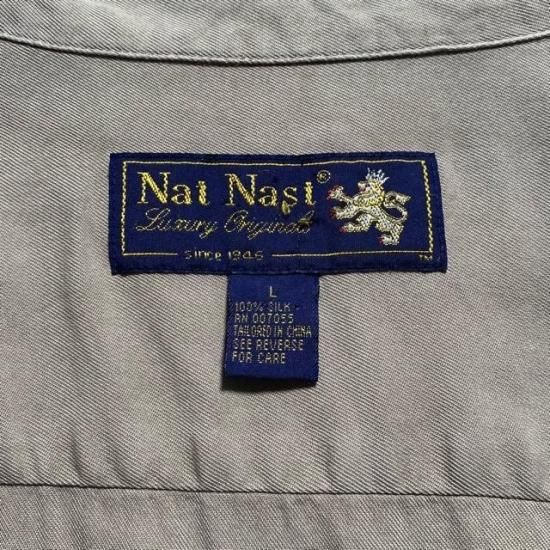 Nat Nast®
Luxury Originals
since 1946
™
L
100% SILK
RN 007055
TAILORED IN CHINA
SEE REVERSE
FOR CARE